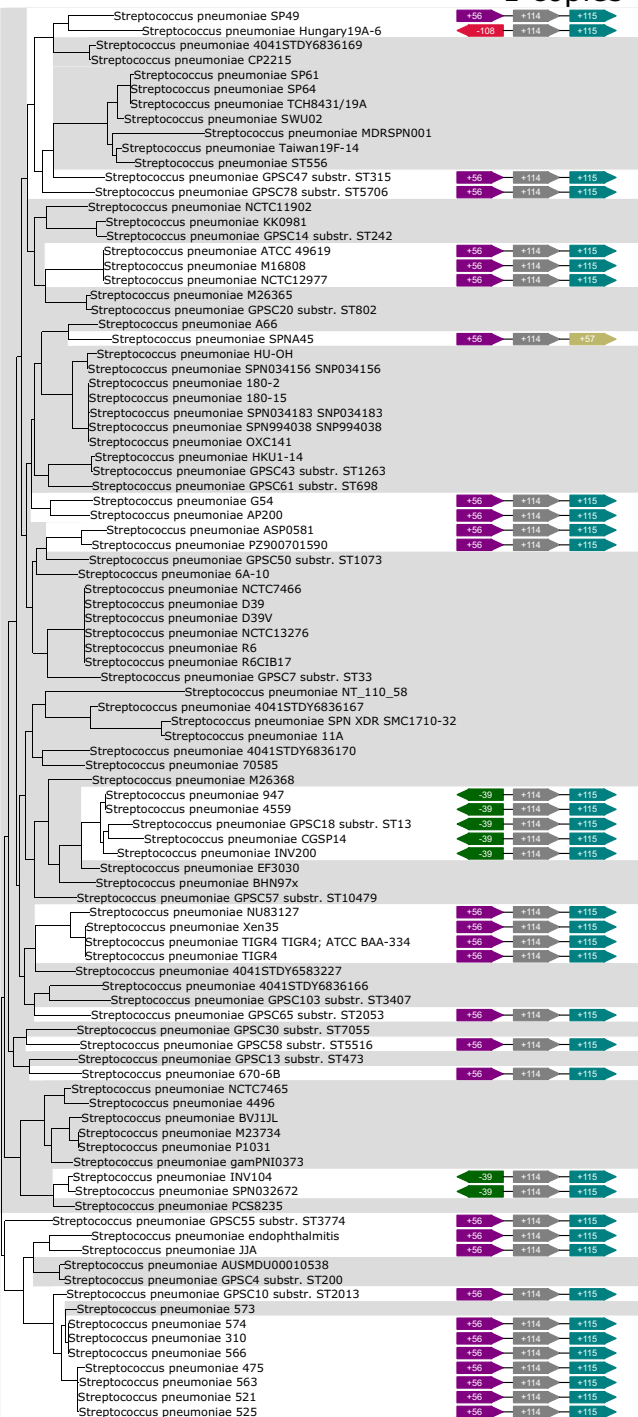 Streptococcus pneumoniae SP49 +56 +114 +115
Streptococcus pneumoniae Hungary19A-6 -108 +114 +115
Streptococcus pneumoniae 4041STDY6836169
Streptococcus pneumoniae CP2215
Streptococcus pneumoniae SP61
Streptococcus pneumoniae SP64
Streptococcus pneumoniae TCH8431/19A
Streptococcus pneumoniae SWU02
Streptococcus pneumoniae MDRSPN001
Streptococcus pneumoniae Taiwan19F-14
Streptococcus pneumoniae ST556
Streptococcus pneumoniae GPSC47 substr. ST315 +56 +114 +115
Streptococcus pneumoniae GPSC78 substr. ST5706 +56 +114 +115
Streptococcus pneumoniae NCTC11902
Streptococcus pneumoniae KK0981
Streptococcus pneumoniae GPSC14 substr. ST242
Streptococcus pneumoniae ATCC 49619 +56 +114 +115
Streptococcus pneumoniae M16808 +56 +114 +115
Streptococcus pneumoniae NCTC12977 +56 +114 +115
Streptococcus pneumoniae M26365
Streptococcus pneumoniae GPSC20 substr. ST802
Streptococcus pneumoniae A66
Streptococcus pneumoniae SPNA45 +56 +114 +57
Streptococcus pneumoniae HU-OH
Streptococcus pneumoniae SPN034156 SNP034156
Streptococcus pneumoniae 180-2
Streptococcus pneumoniae 180-15
Streptococcus pneumoniae SPN034183 SNP034183
Streptococcus pneumoniae SPN994038 SNP994038
Streptococcus pneumoniae OXC141
Streptococcus pneumoniae HKU1-14
Streptococcus pneumoniae GPSC43 substr. ST1263
Streptococcus pneumoniae GPSC61 substr. ST698
Streptococcus pneumoniae G54 +56 +114 +115
Streptococcus pneumoniae AP200 +56 +114 +115
Streptococcus pneumoniae ASP0581 +56 +114 +115
Streptococcus pneumoniae PZ900701590 +56 +114 +115
Streptococcus pneumoniae GPSC50 substr. ST1073
Streptococcus pneumoniae 6A-10
Streptococcus pneumoniae NCTC7466
Streptococcus pneumoniae D39
Streptococcus pneumoniae D39V
Streptococcus pneumoniae NCTC13276
Streptococcus pneumoniae R6
Streptococcus pneumoniae R6CIB17
Streptococcus pneumoniae GPSC7 substr. ST33
Streptococcus pneumoniae NT_110_58
Streptococcus pneumoniae 4041STDY6836167
Streptococcus pneumoniae SPN XDR SMC1710-32
Streptococcus pneumoniae 11A
Streptococcus pneumoniae 4041STDY6836170
Streptococcus pneumoniae 70585
Streptococcus pneumoniae M26368
Streptococcus pneumoniae 947 -39 +114 +115
Streptococcus pneumoniae 4559 -39 +114 +115
Streptococcus pneumoniae GPSC18 substr. ST13 -39 +114 +115
Streptococcus pneumoniae CGSP14 -39 +114 +115
Streptococcus pneumoniae INV200 -39 +114 +115
Streptococcus pneumoniae EF3030
Streptococcus pneumoniae BHN97x
Streptococcus pneumoniae GPSC57 substr. ST10479
Streptococcus pneumoniae NU83127 +56 +114 +115
Streptococcus pneumoniae Xen35 +56 +114 +115
Streptococcus pneumoniae TIGR4 TIGR4; ATCC BAA-334 +56 +114 +115
Streptococcus pneumoniae TIGR4 +56 +114 +115
Streptococcus pneumoniae 4041STDY6583227
Streptococcus pneumoniae 4041STDY6836166
Streptococcus pneumoniae GPSC103 substr. ST3407
Streptococcus pneumoniae GPSC65 substr. ST2053 +56 +114 +115
Streptococcus pneumoniae GPSC30 substr. ST7055
Streptococcus pneumoniae GPSC58 substr. ST5516 +56 +114 +115
Streptococcus pneumoniae GPSC13 substr. ST473
Streptococcus pneumoniae 670-6B +56 +114 +115
Streptococcus pneumoniae NCTC7465
Streptococcus pneumoniae 4496
Streptococcus pneumoniae BVJ1JL
Streptococcus pneumoniae M23734
Streptococcus pneumoniae P1031
Streptococcus pneumoniae gamPNI0373
Streptococcus pneumoniae INV104 -39 +114 +115
Streptococcus pneumoniae SPN032672 -39 +114 +115
Streptococcus pneumoniae PCS8235
Streptococcus pneumoniae GPSC55 substr. ST3774 +56 +114 +115
Streptococcus pneumoniae endophthalmitis +56 +114 +115
Streptococcus pneumoniae JJA +56 +114 +115
Streptococcus pneumoniae AUSMDU00010538
Streptococcus pneumoniae GPSC4 substr. ST200
Streptococcus pneumoniae GPSC10 substr. ST2013 +56 +114 +115
Streptococcus pneumoniae 573
Streptococcus pneumoniae 574 +56 +114 +115
Streptococcus pneumoniae 310 +56 +114 +115
Streptococcus pneumoniae 566 +56 +114 +115
Streptococcus pneumoniae 475 +56 +114 +115
Streptococcus pneumoniae 563 +56 +114 +115
Streptococcus pneumoniae 521 +56 +114 +115
Streptococcus pneumoniae 525 +56 +114 +115